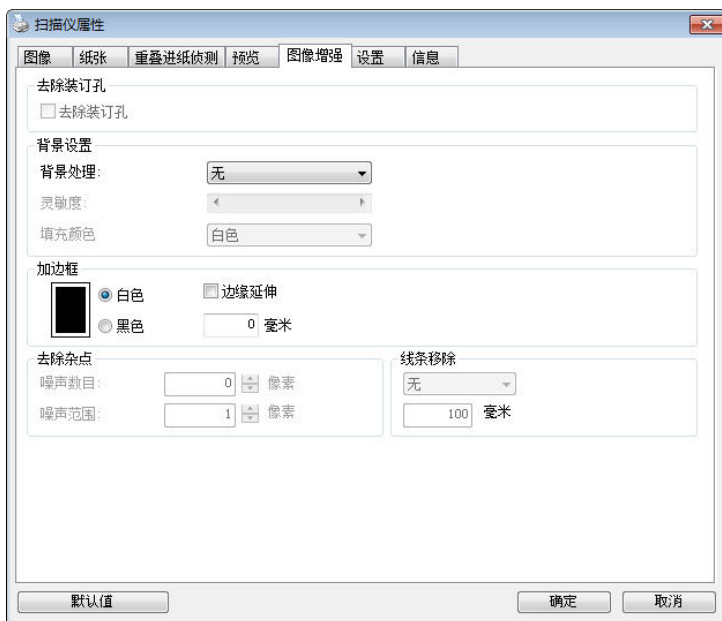 扫描仪属性
图像 纸张 重叠进纸侦测 预览 图像增强 设置 信息
去除装订孔
去除装订孔
背景设置
背景处理: 无
灵敏度:
填充颜色 白色
加边框
白色 边缘延伸
黑色 0 毫米
去除杂点 线条移除
噪声数目: 0 像素 无
噪声范围: 1 像素 100 毫米
默认值 确定 取消